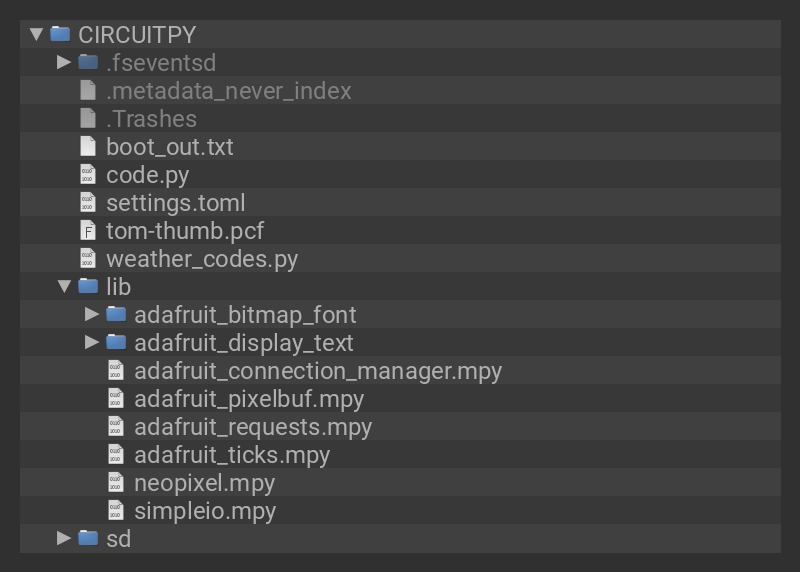 CIRCUITPY
.fseventsd
.metadata_never_index
.Trashes
boot_out.txt
code.py
settings.toml
tom-thumb.pcf
weather_codes.py
lib
adafruit_bitmap_font
adafruit_display_text
adafruit_connection_manager.mpy
adafruit_pixelbuf.mpy
adafruit_requests.mpy
adafruit_ticks.mpy
neopixel.mpy
simpleio.mpy
sd